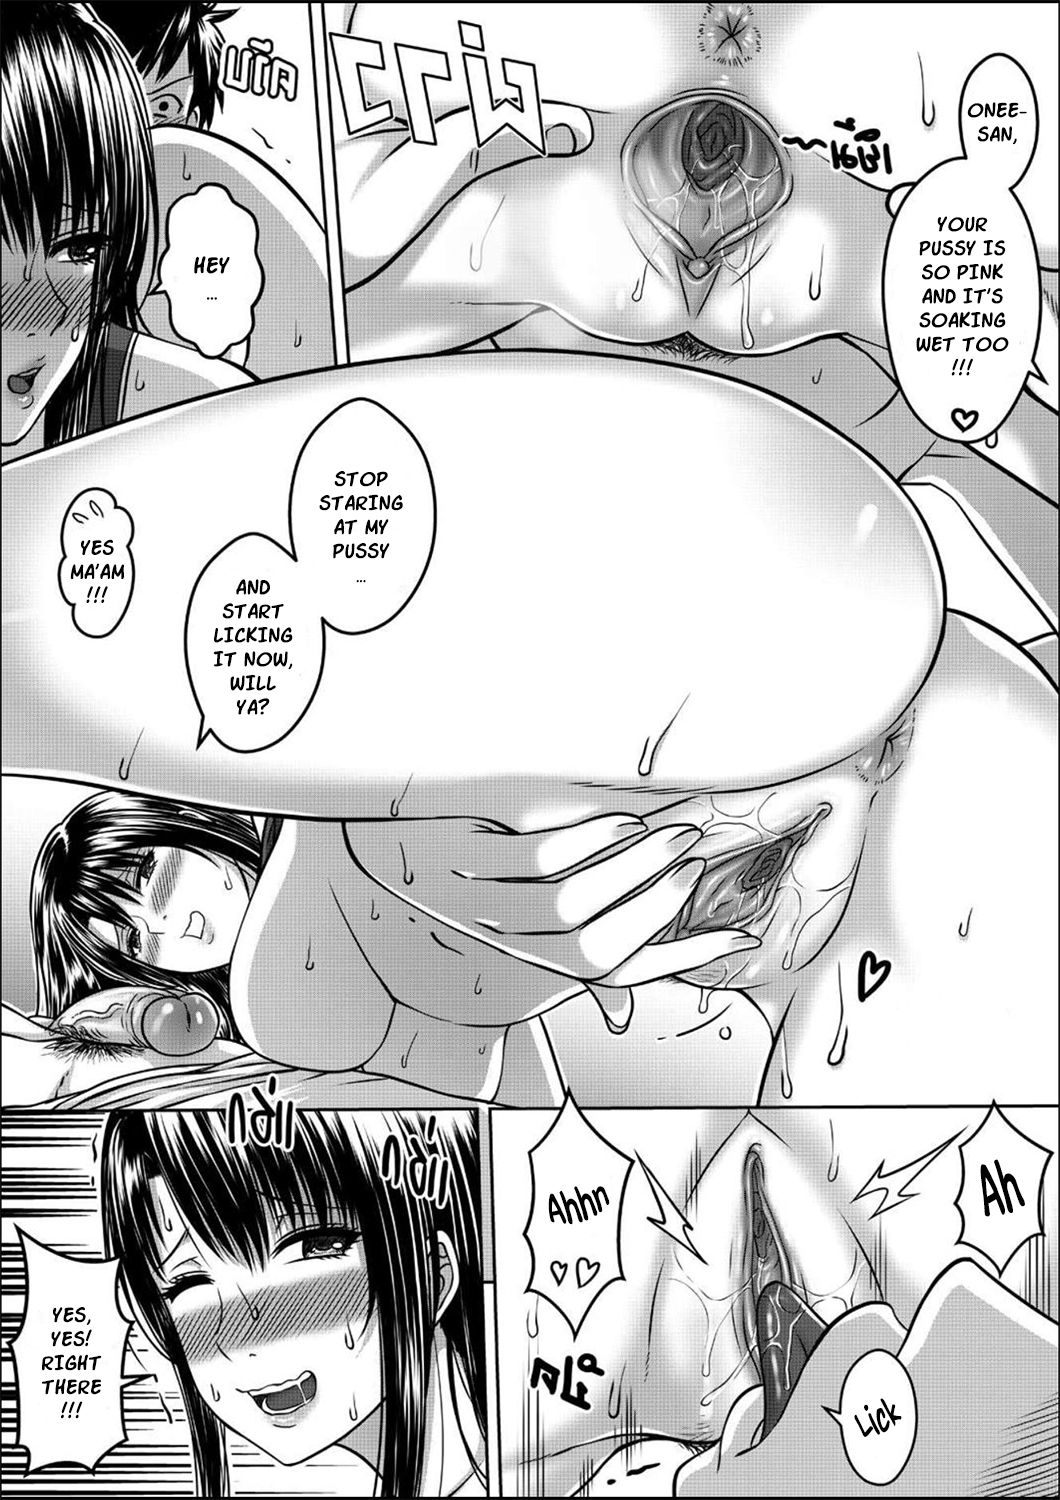 ONEE-
SAN,
YOUR
PUSSY IS
SO PINK
AND IT'S
SOAKING
WET TOO
!!!
HEY
...
STOP
STARING
AT MY
PUSSY
...
AND
START
LICKING
IT NOW,
WILL
YA?
YES
MA'AM
!!!
Ah
Ahhn
Lick
YES,
YES!
RIGHT
THERE
!!!